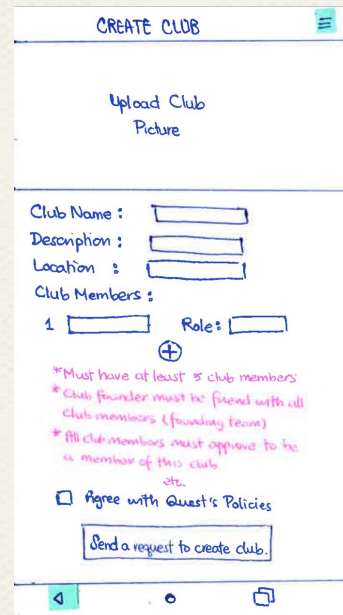 CREATE CLUB
Upload Club
Picture
Club Name :
Description :
Location :
Club Members :
1 Role :
*Must have at least 5 club members
* Club founder must be friend with all
club members (founding team)
* All club members must approve to be
a member of this club
etc.
Agree with Quest's Policies
Send a request to create club.